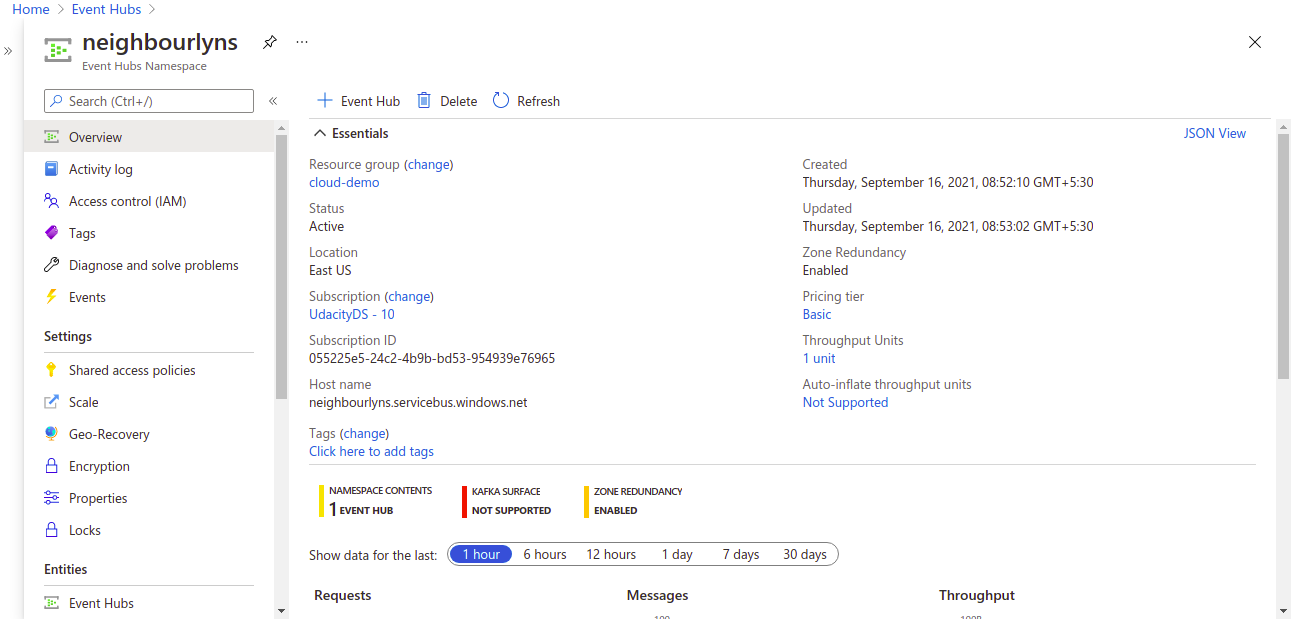 Home > Event Hubs >
neighbourlyns
Event Hubs Namespace
Search (Ctrl+/)
Overview
Activity log
Access control (IAM)
Tags
Diagnose and solve problems
Events
Settings
Shared access policies
Scale
Geo-Recovery
Encryption
Properties
Locks
Entities
Event Hubs
Event Hub Delete Refresh
Essentials JSON View
Resource group (change)
cloud-demo
Status
Active
Location
East US
Subscription (change)
UdacityDS - 10
Subscription ID
055225e5-24c2-4b9b-bd53-954939e76965
Host name
neighbourlyns.servicebus.windows.net
Tags (change)
Click here to add tags
Created
Thursday, September 16, 2021, 08:52:10 GMT+5:30
Updated
Thursday, September 16, 2021, 08:53:02 GMT+5:30
Zone Redundancy
Enabled
Pricing tier
Basic
Throughput Units
1 unit
Auto-inflate throughput units
Not Supported
NAMESPACE CONTENTS
1 EVENT HUB
KAFKA SURFACE
NOT SUPPORTED
ZONE REDUNDANCY
ENABLED
Show data for the last: 1 hour 6 hours 12 hours 1 day 7 days 30 days
Requests Messages Throughput